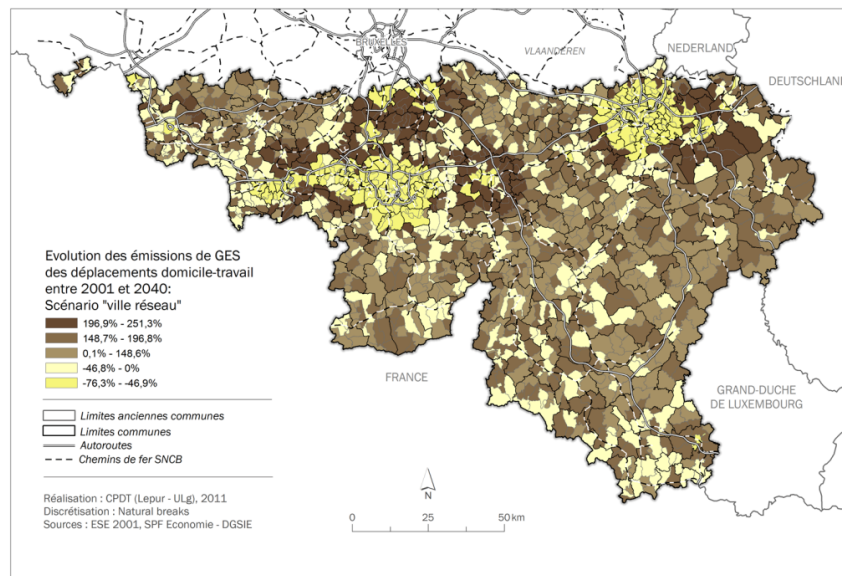 BRUXELLES
VLAANDEREN
NEDERLAND
DEUTSCHLAND
Evolution des émissions de GES
des déplacements domicile-travail
entre 2001 et 2040:
Scénario "ville réseau"
196,9% - 251,3%
148,7% - 196,8%
0,1% - 148,6%
-46,8% - 0%
-76,3% - -46,9%
FRANCE
GRAND-DUCHE
DE LUXEMBOURG
Limites anciennes communes
Limites communes
Autoroutes
Chemins de fer SNCB
Réalisation : CPDT (Lepur - ULg), 2011
Discrétisation : Natural breaks
Sources : ESE 2001, SPF Economie - DGSIE
N
0 25 50 km